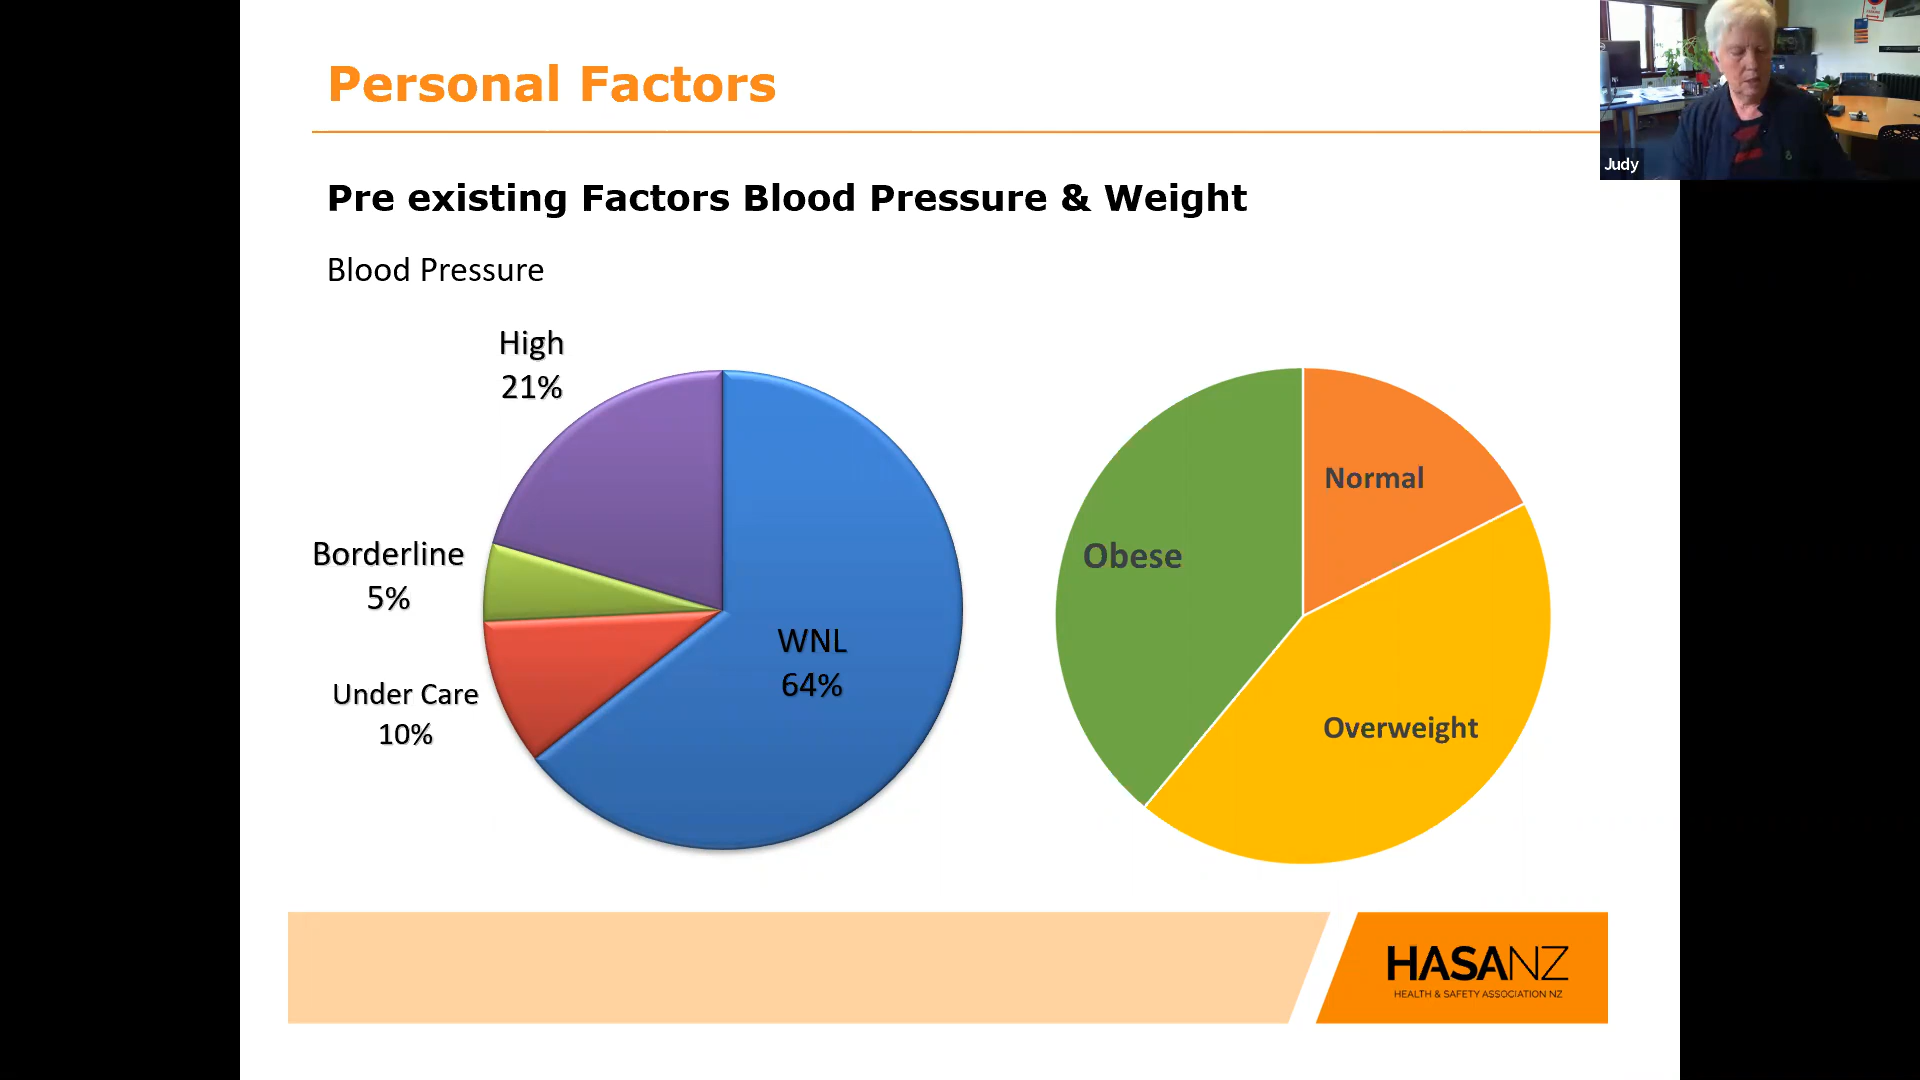 Personal Factors
Judy
Pre existing Factors Blood Pressure & Weight
Blood Pressure
High
21%
Borderline
5%
Under Care
10%
WNL
64%
Normal
Obese
Overweight
HASANZ
HEALTH & SAFETY ASSOCIATION NZ